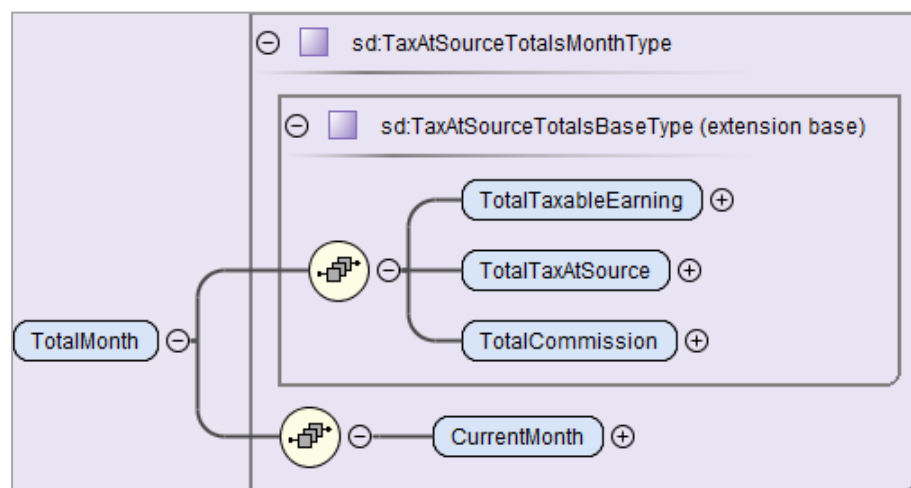 sd:TaxAtSourceTotalsMonthType
sd:TaxAtSourceTotalsBaseType (extension base)
TotalTaxableEarning
TotalTaxAtSource
TotalMonth
TotalCommission
CurrentMonth